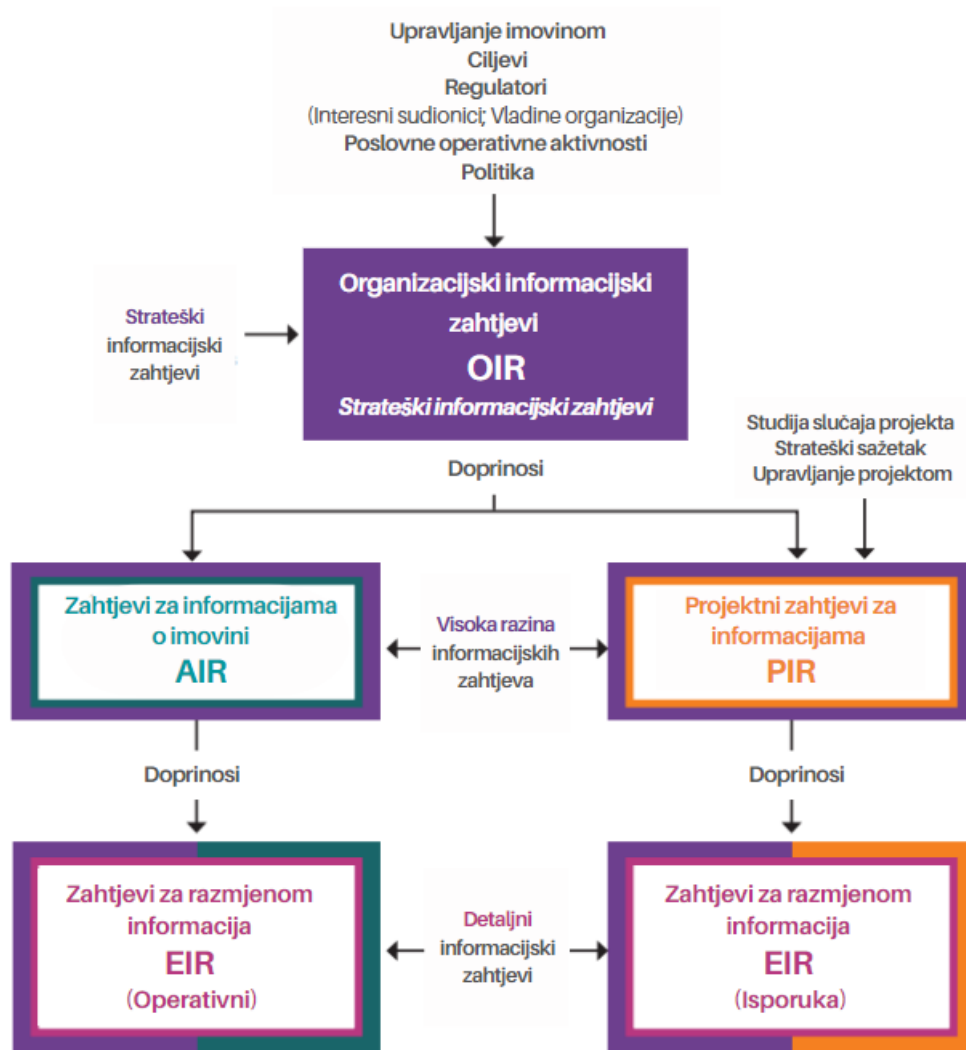 Upravljanje imovinom
Ciljevi
Regulatori
(Interesni sudionici; Vladine organizacije)
Poslovne operativne aktivnosti
Politika
Organizacijski informacijski
zahtjevi
OIR
Strateški informacijski zahtjevi
Strateški
informacijski
zahtjevi
Studija slučaja projekta
Strateški sažetak
Upravljanje projektom
Doprinosi
Zahtjevi za informacijama
o imovini
AIR
Visoka razina
informacijskih
zahtjeva
Projektni zahtjevi za
informacijama
PIR
Doprinosi
Doprinosi
Zahtjevi za razmjenom
informacija
EIR
(Operativni)
Detaljni
informacijski
zahtjevi
Zahtjevi za razmjenom
informacija
EIR
(Isporuka)